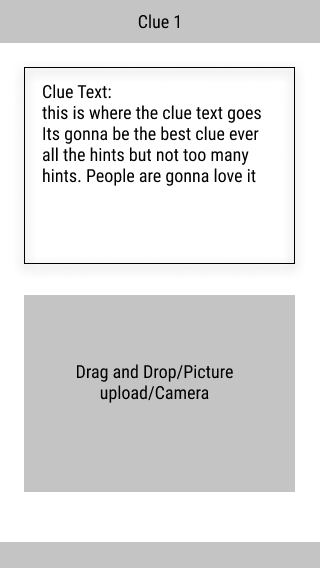 Clue 1
Clue Text:
this is where the clue text goes
Its gonna be the best clue ever
all the hints but not too many
hints. People are gonna love it
Drag and Drop/Picture
upload/Camera